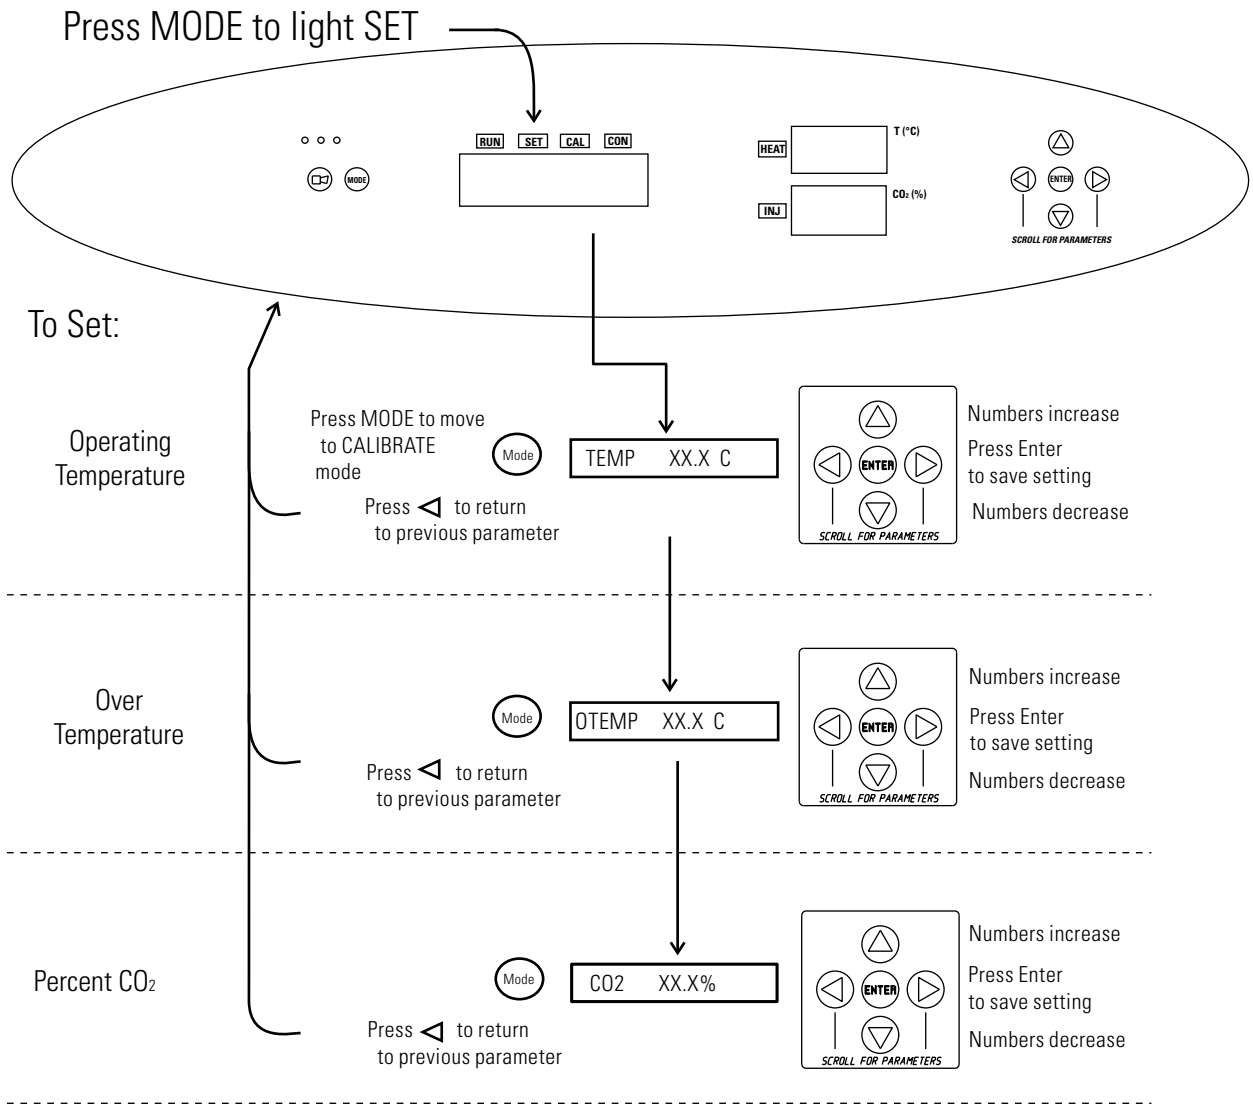 Press MODE to light SET
RUN SET CAL CON
MODE
HEAT
T (°C)
INJ
CO2 (%)
ENTER
SCROLL FOR PARAMETERS
To Set:
Operating
Temperature
Press MODE to move
to CALIBRATE
mode
Press to return
to previous parameter
Mode
TEMP XX.X C
ENTER
SCROLL FOR PARAMETERS
Numbers increase
Press Enter
to save setting
Numbers decrease
Over
Temperature
Press to return
to previous parameter
Mode
OTEMP XX.X C
ENTER
SCROLL FOR PARAMETERS
Numbers increase
Press Enter
to save setting
Numbers decrease
Percent CO2
Press to return
to previous parameter
Mode
CO2 XX.X%
ENTER
SCROLL FOR PARAMETERS
Numbers increase
Press Enter
to save setting
Numbers decrease